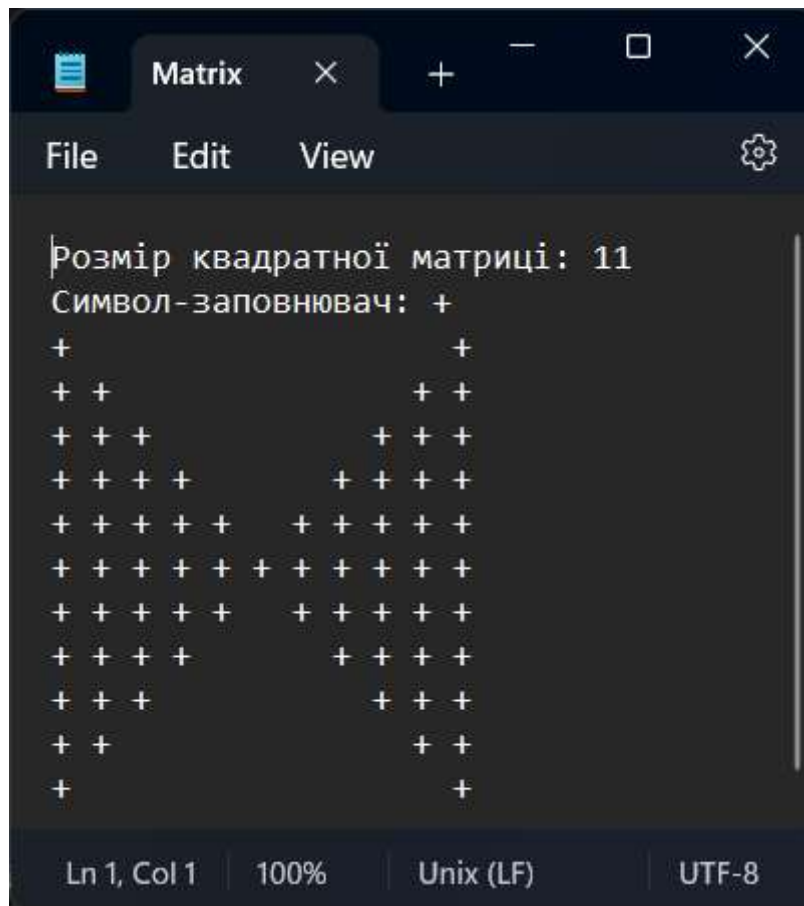 Matrix
File Edit View
Розмір квадратної матриці: 11
Символ-заповнювач: +
+                   +
+ +               + +
+ + +           + + +
+ + + +       + + + +
+ + + + +   + + + + +
+ + + + + + + + + + +
+ + + + +   + + + + +
+ + + +       + + + +
+ + +           + + +
+ +               + +
+                   +
Ln 1, Col 1 100% Unix (LF) UTF-8